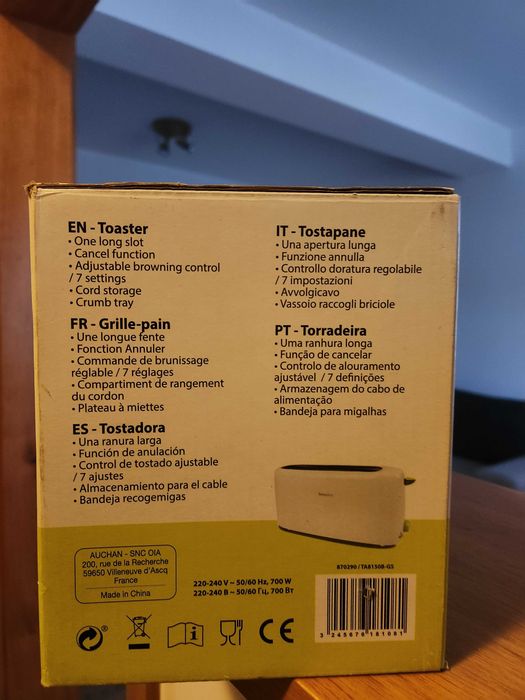 EN - Toaster
• One long slot
• Cancel function
• Adjustable browning control
/ 7 settings
• Cord storage
• Crumb tray
FR - Grille-pain
• Une longue fente
• Fonction Annuler
• Commande de brunissage
réglable / 7 réglages
• Compartiment de rangement
du cordon
• Plateau à miettes
ES - Tostadora
• Una ranura larga
• Función de anulación
• Control de tostado ajustable
/ 7 ajustes
• Almacenamiento para el cable
• Bandeja recogemigas
IT - Tostapane
• Una apertura lunga
• Funzione annulla
• Controllo doratura regolabile
/ 7 impostazioni
• Avvolgicavo
• Vassoio raccogli briciole
PT - Torradeira
• Uma ranhura longa
• Função de cancelar
• Controlo de alouramento
ajustável / 7 definições
• Armazenagem do cabo de
alimentação
• Bandeja para migalhas
AUCHAN - SNC OIA
200, rue de la Recherche
59650 Villeneuve d'Ascq
France
Made in China
220-240 V ~ 50/60 Hz, 700 W
220-240 В ~ 50/60 Гц, 700 Вт
870290 / TA8150B-GS
3 245676 181081
CE